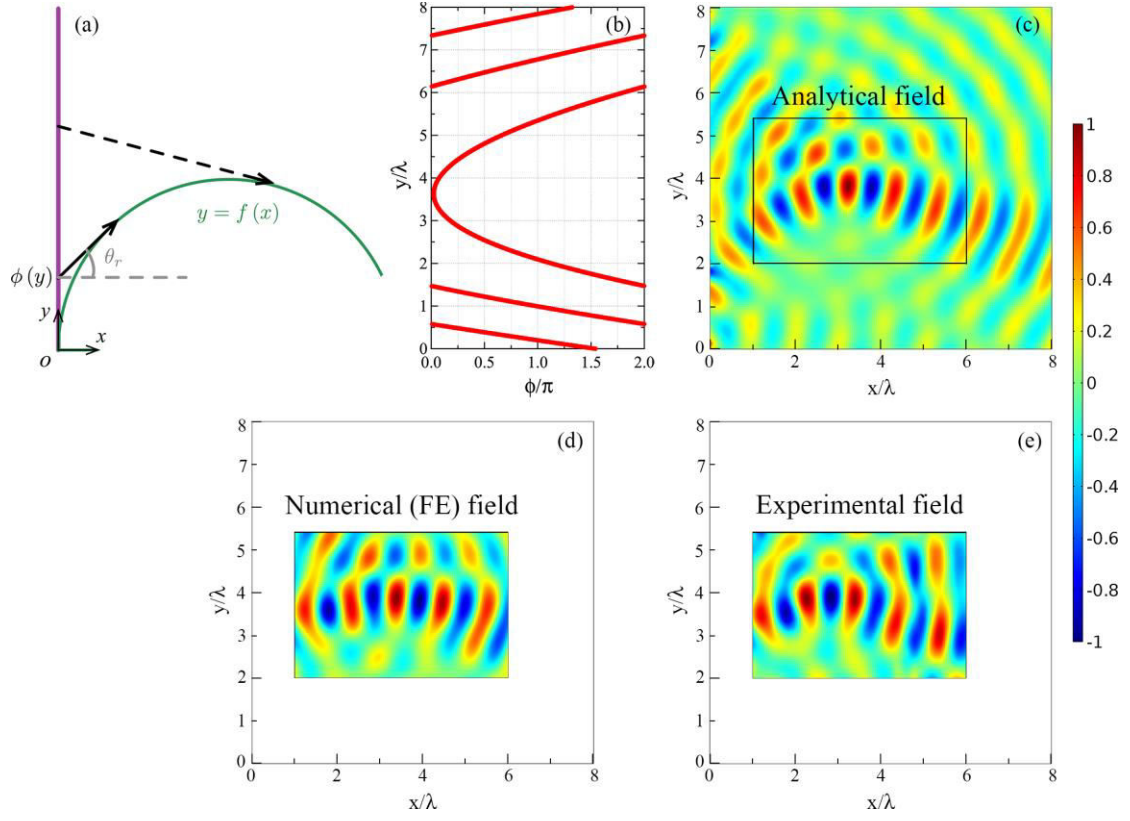 (a)
y = f (x)
θr
ϕ (y)
y
x
o
(b)
8
7
6
5
4
3
2
1
0
y/λ
0.0 0.5 1.0 1.5 2.0
ϕ/π
(c)
Analytical field
8
7
6
5
4
3
2
1
0
y/λ
0 2 4 6 8
x/λ
1
0.8
0.6
0.4
0.2
0
-0.2
-0.4
-0.6
-0.8
-1
(d)
Numerical (FE) field
8
7
6
5
4
3
2
1
0
y/λ
0 2 4 6 8
x/λ
(e)
Experimental field
8
7
6
5
4
3
2
1
0
y/λ
0 2 4 6 8
x/λ